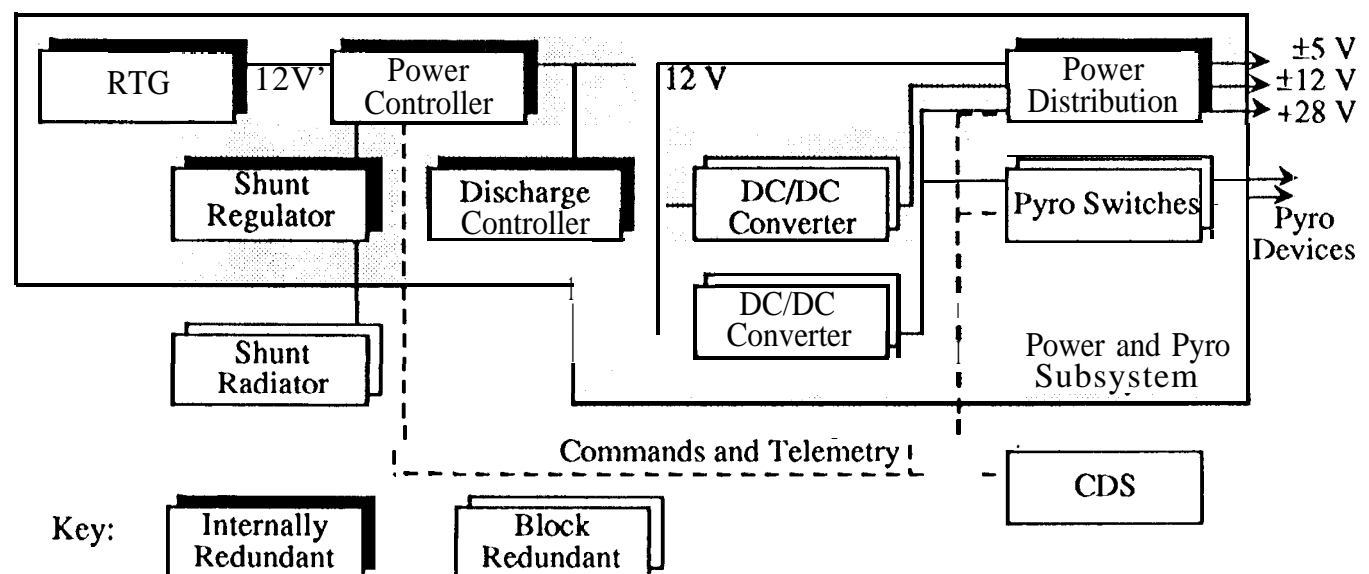 RTG
12V'
Power
Controller
12 V
Power
Distribution
±5 V
±12 V
+28 V
Shunt
Regulator
Discharge
Controller
DC/DC
Converter
Pyro Switches
Pyro
Devices
DC/DC
Converter
Shunt
Radiator
Power and Pyro
Subsystem
Commands and Telemetry
CDS
Key:
Internally
Redundant
Block
Redundant